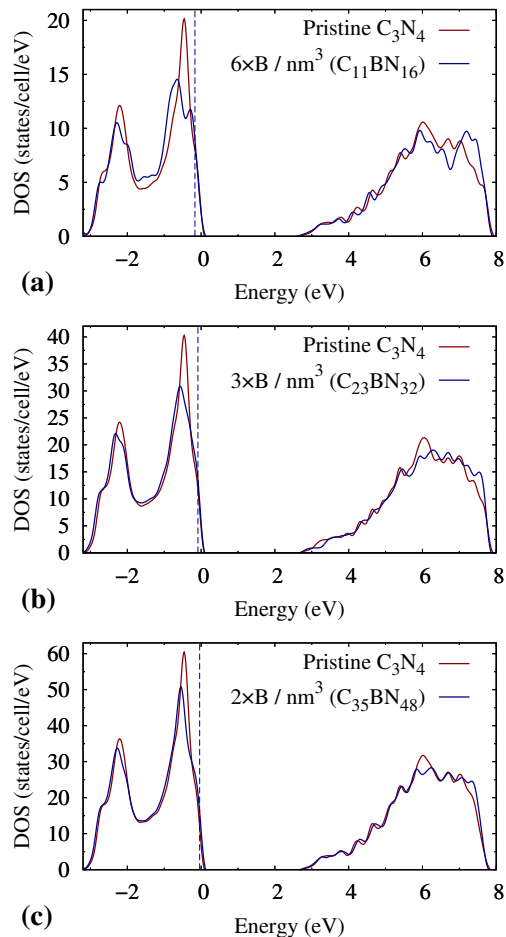 20
15
10
5
0
DOS (states/cell/eV)
Pristine C₃N₄
6×B / nm³ (C₁₁BN₁₆)
−2 0 2 4 6 8
Energy (eV)
(a)
40
35
30
25
20
15
10
5
0
DOS (states/cell/eV)
Pristine C₃N₄
3×B / nm³ (C₂₃BN₃₂)
−2 0 2 4 6 8
Energy (eV)
(b)
60
50
40
30
20
10
0
DOS (states/cell/eV)
Pristine C₃N₄
2×B / nm³ (C₃₅BN₄₈)
−2 0 2 4 6 8
Energy (eV)
(c)